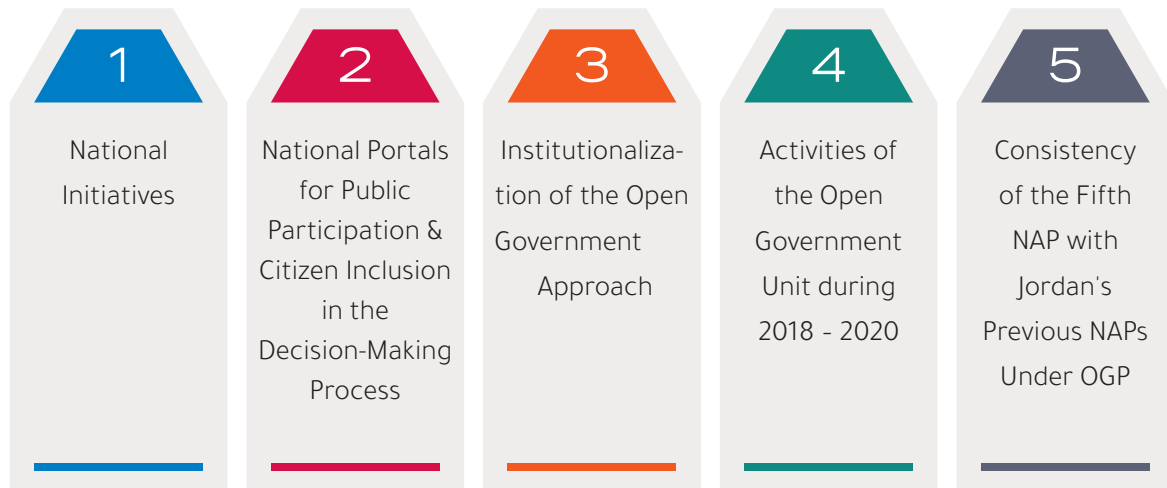 1
National
Initiatives
2
National Portals
for Public
Participation &
Citizen Inclusion
in the
Decision-Making
Process
3
Institutionaliza-
tion of the Open
Government
Approach
4
Activities of
the Open
Government
Unit during
2018 - 2020
5
Consistency
of the Fifth
NAP with
Jordan's
Previous NAPs
Under OGP